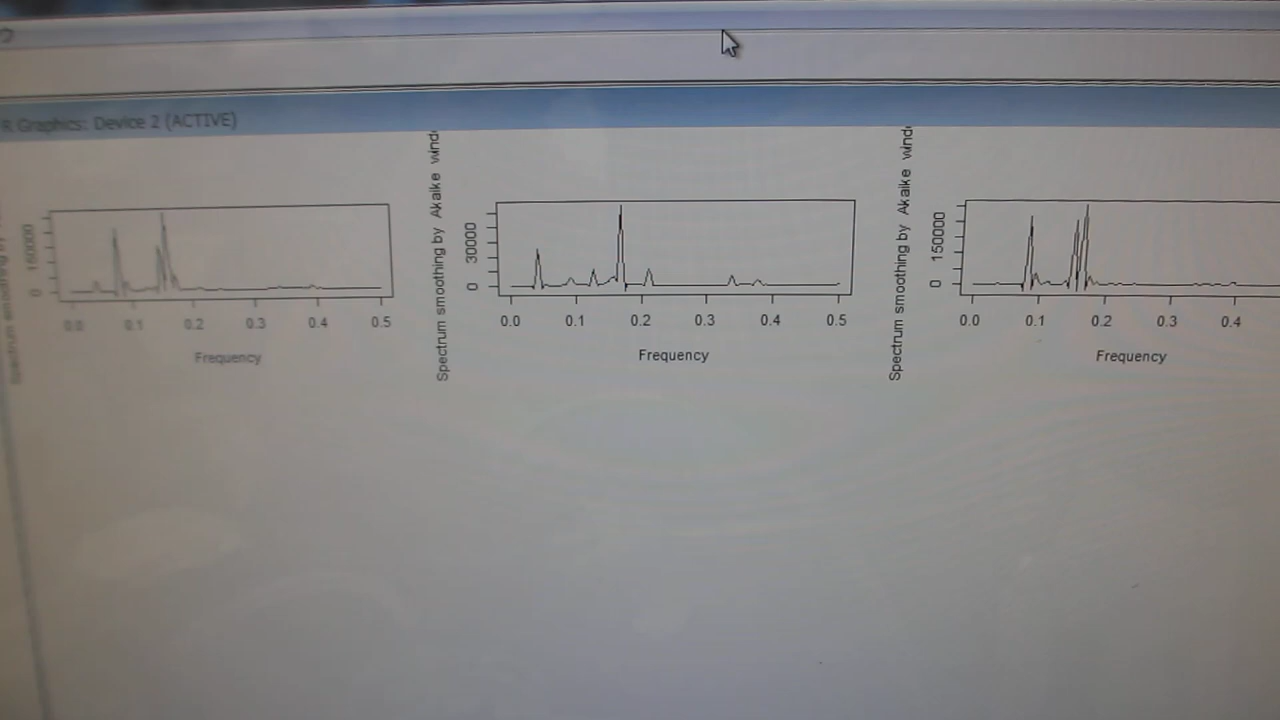 R Graphics: Device 2 (ACTIVE)
0
0.0 0.1 0.2 0.3 0.4 0.5
Frequency
Spectrum smoothing by Akaike wind
30000
0
0.0 0.1 0.2 0.3 0.4 0.5
Frequency
Spectrum smoothing by Akaike wind
150000
0
0.0 0.1 0.2 0.3 0.4
Frequency